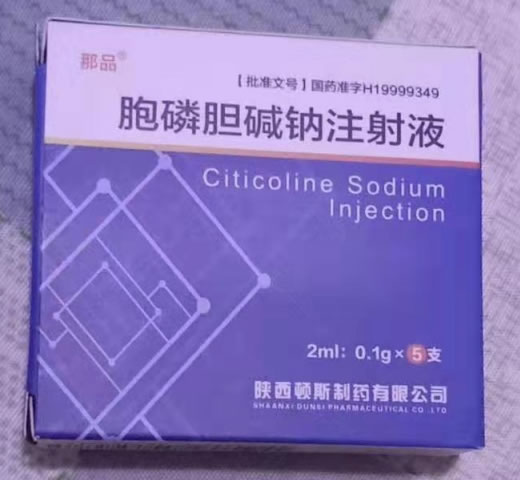 那品®
【批准文号】国药准字H19999349
胞磷胆碱钠注射液
Citicoline Sodium
Injection
2ml：0.1g×5支
陕西顿斯制药有限公司
SHAANXI DUNSI PHARMACEUTICAL CO .LTD